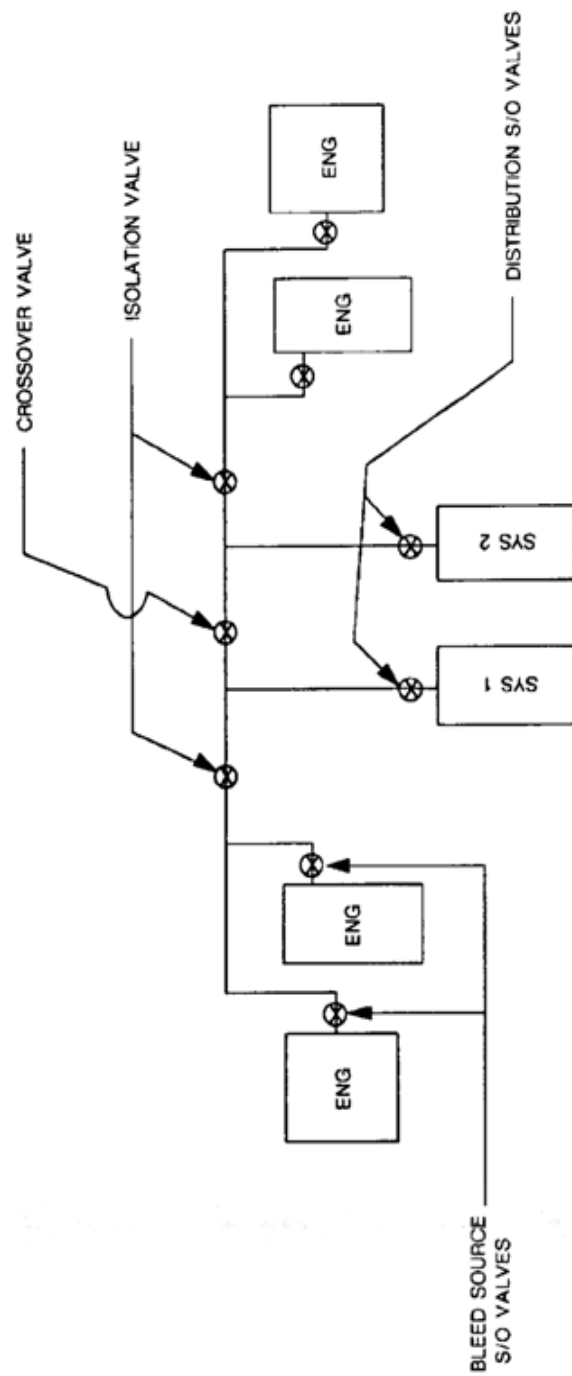 CROSSOVER VALVE
ISOLATION VALVE
ENG
ENG
ENG
ENG
SYS 1
SYS 2
BLEED SOURCE
S/O VALVES
DISTRIBUTION S/O VALVES